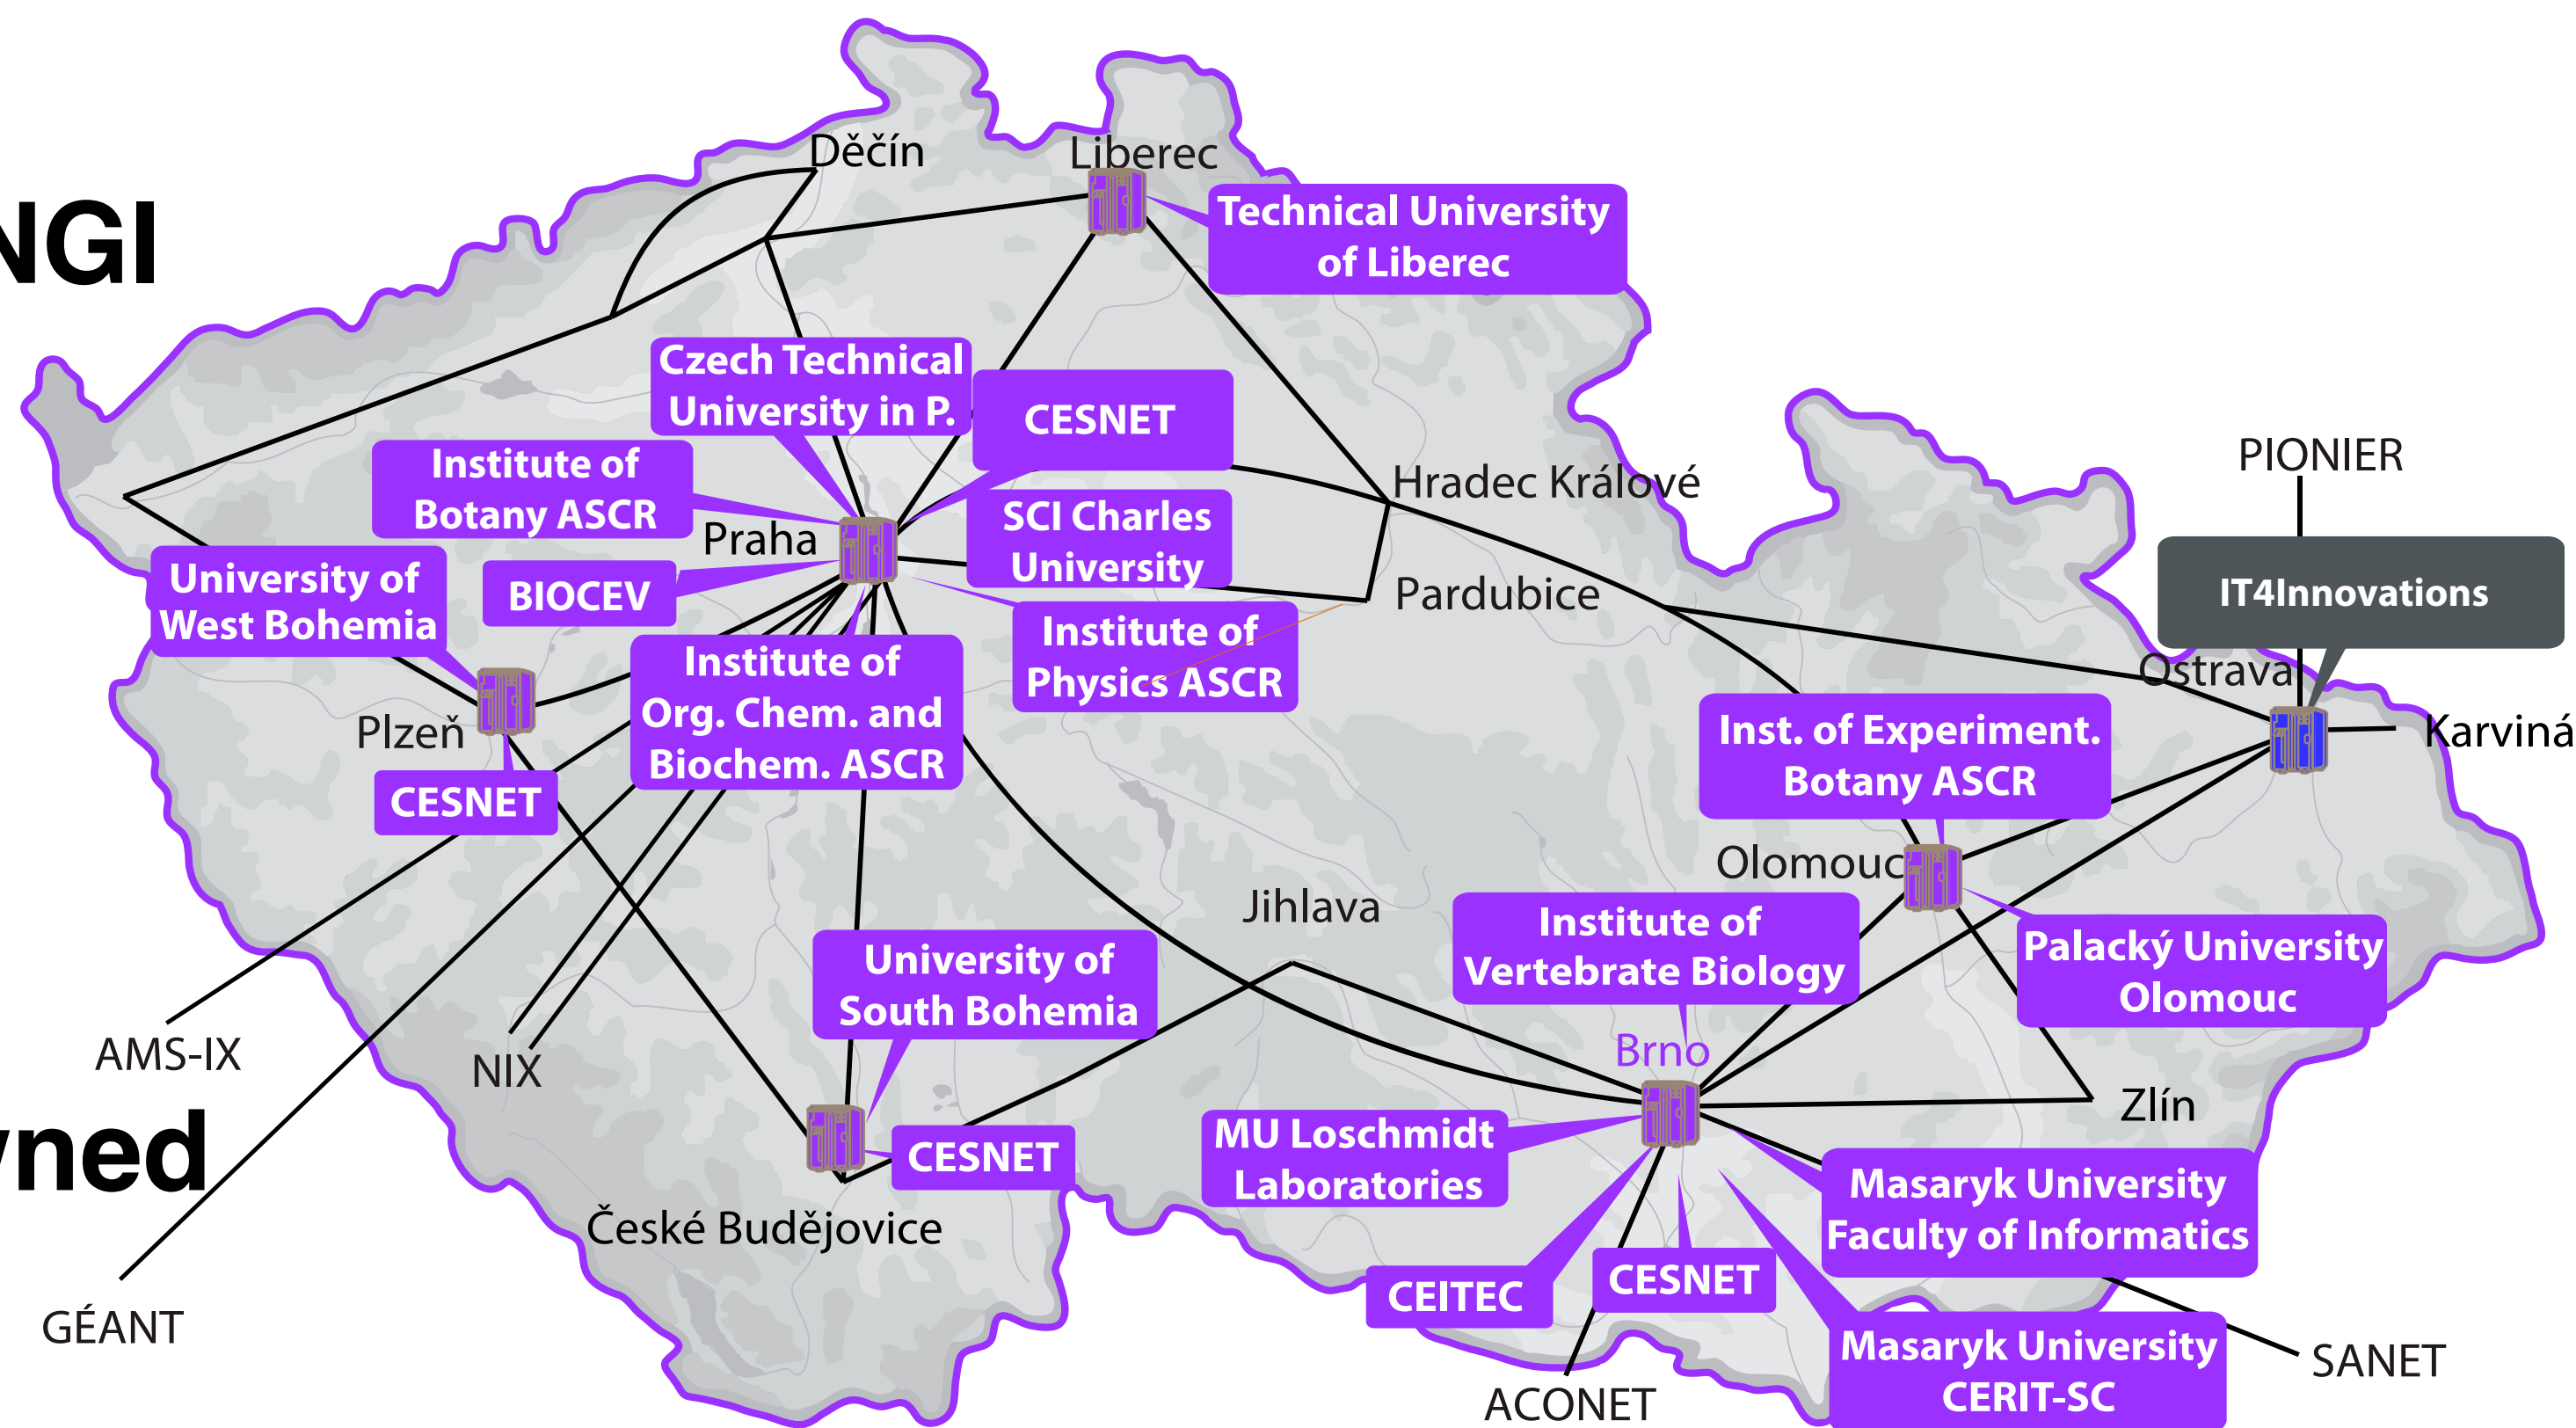 Děčín
Liberec
Technical University
of Liberec
NGI
Czech Technical
University in P.
CESNET
Institute of
Botany ASCR
Hradec Králové
PIONIER
SCI Charles
University
Praha
University of
West Bohemia
BIOCEV
Pardubice
IT4Innovations
Institute of
Physics ASCR
Institute of
Org. Chem. and
Biochem. ASCR
Ostrava
Plzeň
Inst. of Experiment.
Botany ASCR
Karviná
CESNET
Olomouc
Jihlava
Institute of
Vertebrate Biology
University of
South Bohemia
Palacký University
Olomouc
AMS-IX
NIX
Brno
Zlín
wned
MU Loschmidt
Laboratories
CESNET
Masaryk University
Faculty of Informatics
České Budějovice
CEITEC
CESNET
GÉANT
Masaryk University
CERIT-SC
SANET
ACONET